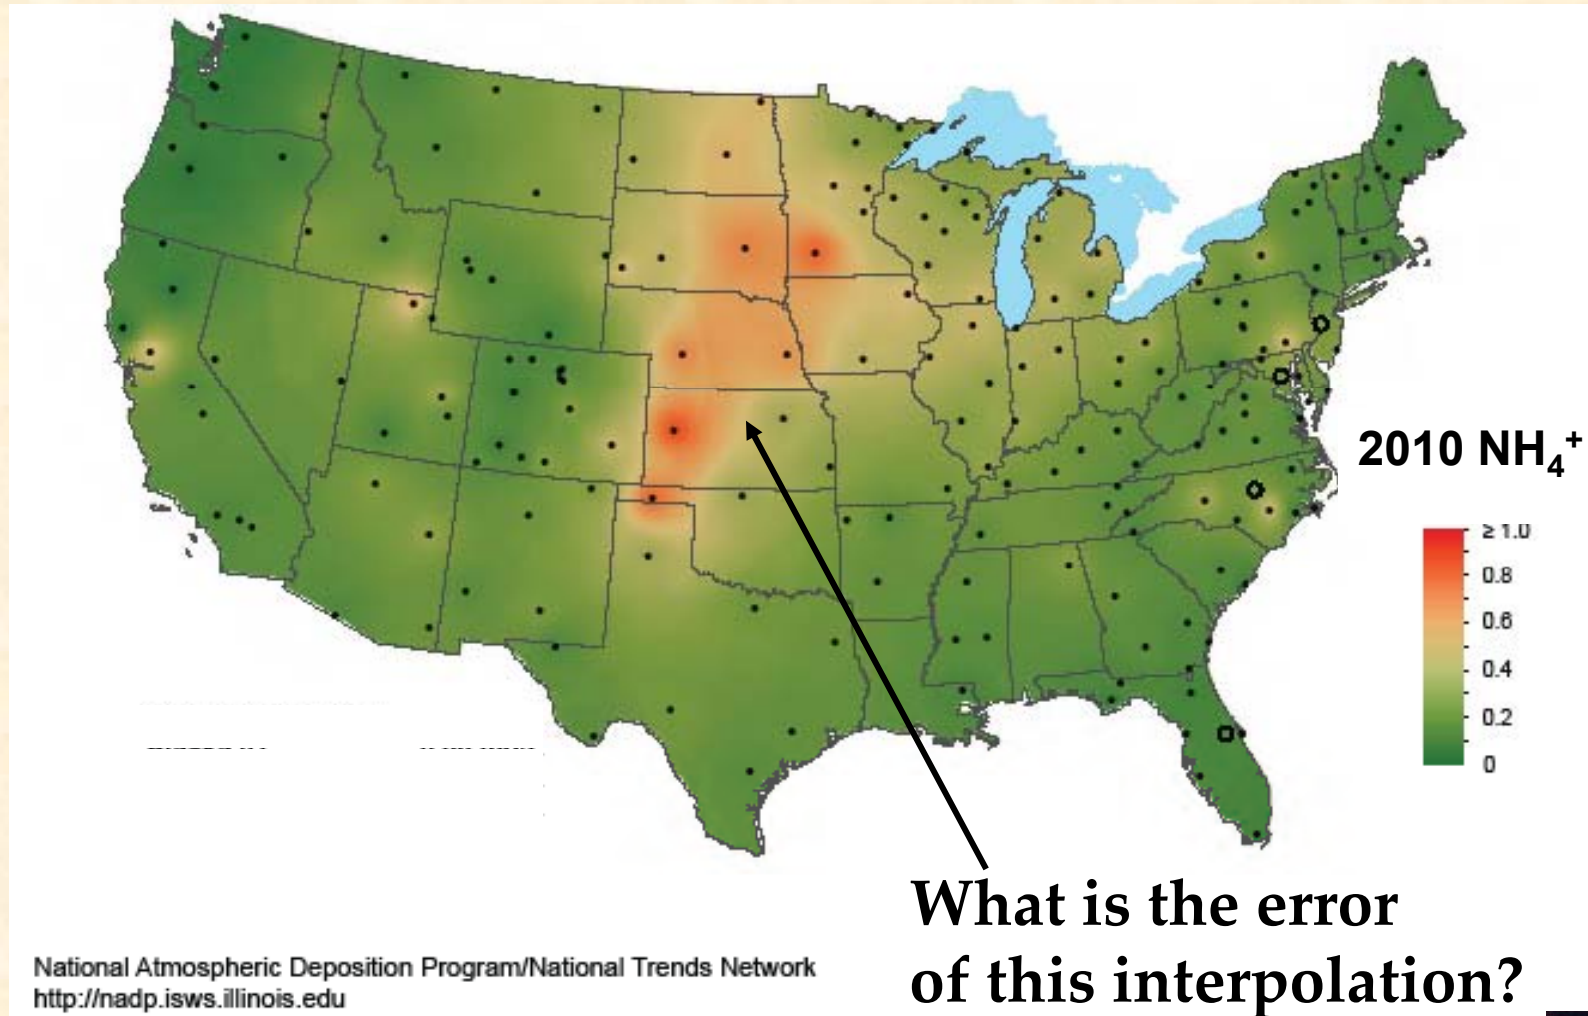 2010 NH₄⁺
≥ 1.0
0.8
0.6
0.4
0.2
0
What is the error
of this interpolation?
National Atmospheric Deposition Program/National Trends Network
http://nadp.isws.illinois.edu